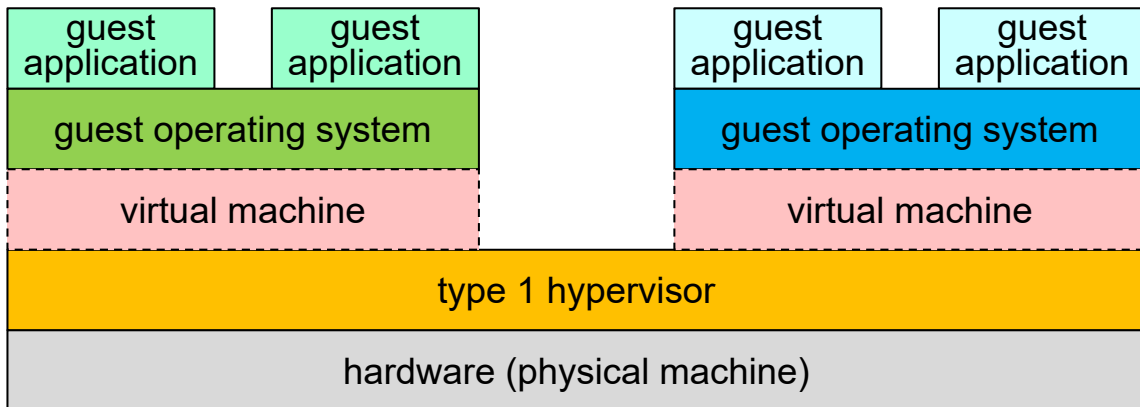 guest
application
guest
application
guest
application
guest
application
guest operating system
guest operating system
virtual machine
virtual machine
type 1 hypervisor
hardware (physical machine)